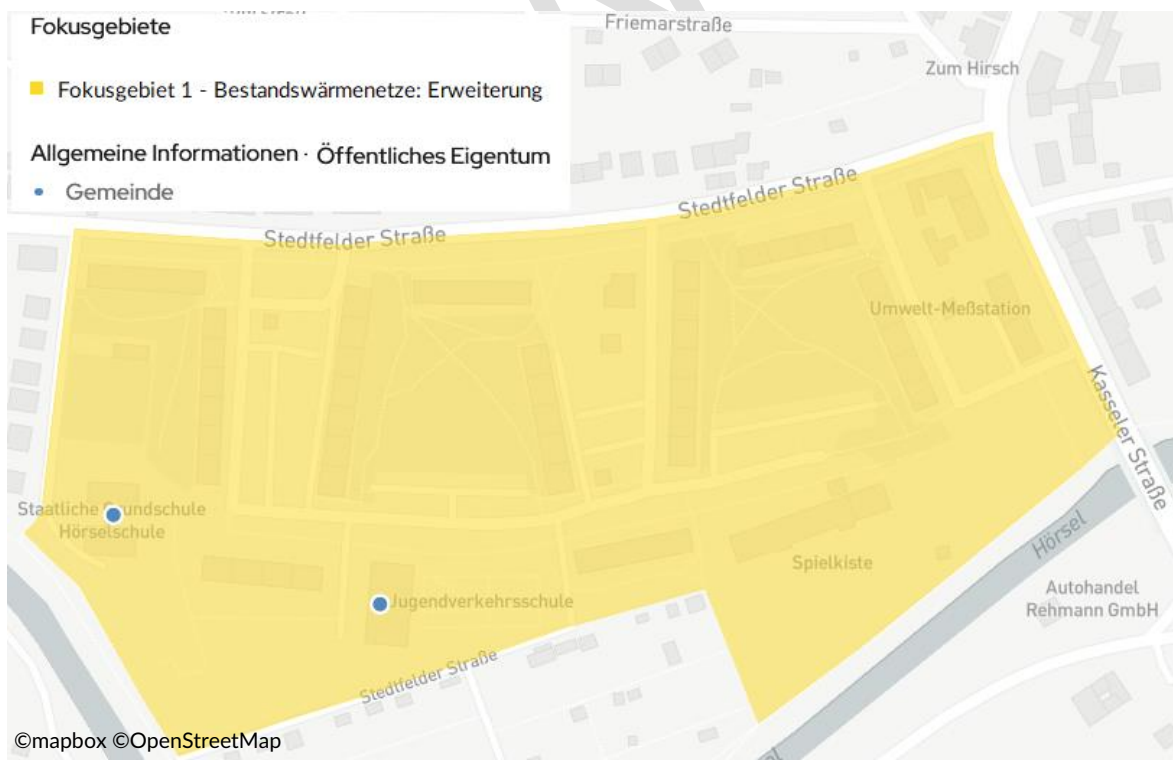 Fokusgebiete
Friemarstraße
Zum Hirsch
Fokusgebiet 1 - Bestandswärmenetze: Erweiterung
Allgemeine Informationen · Öffentliches Eigentum
Gemeinde
Stedtfelder Straße
Stedtfelder Straße
Umwelt-Meßstation
Kasseler Straße
Staatliche Grundschule
Hörselschule
Hörsel
Spielkiste
Autohandel
Rehmann GmbH
Jugendverkehrsschule
Stedtfelder Straße
©mapbox ©OpenStreetMap